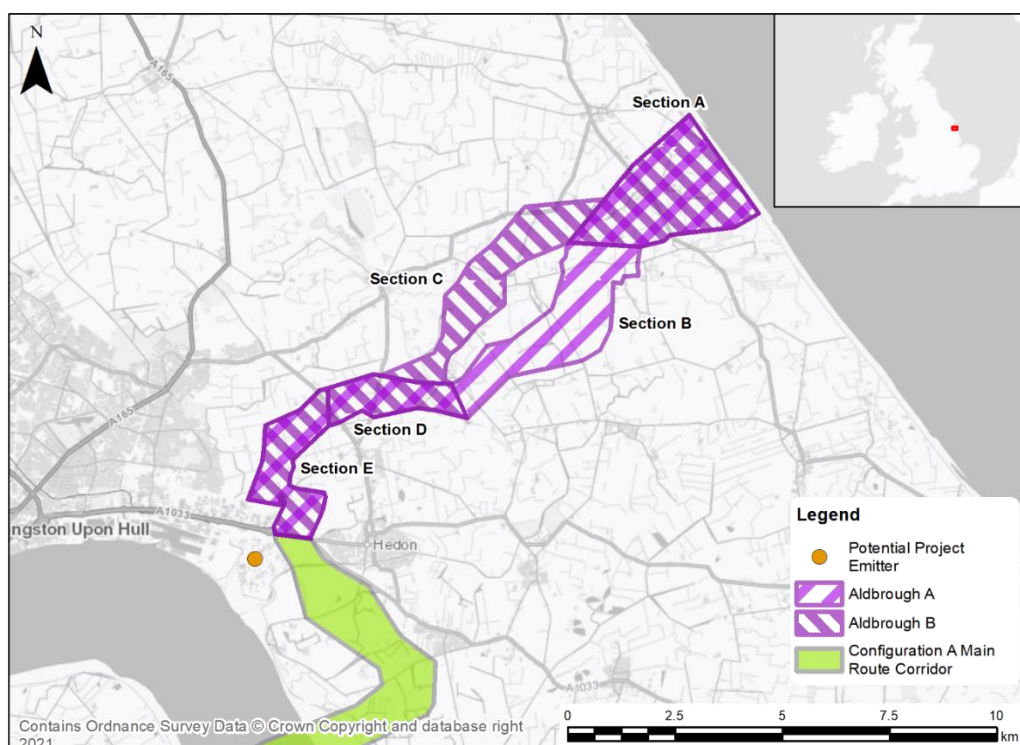 N
A165
Section A
Section C
Section B
A165
Section D
Section E
A1033
ngston Upon Hull
Hedon
A1033
Legend
Potential Project
Emitter
Aldbrough A
Aldbrough B
Configuration A Main
Route Corridor
Contains Ordnance Survey Data © Crown Copyright and database right
2021
0 2.5 5 7.5 10
km